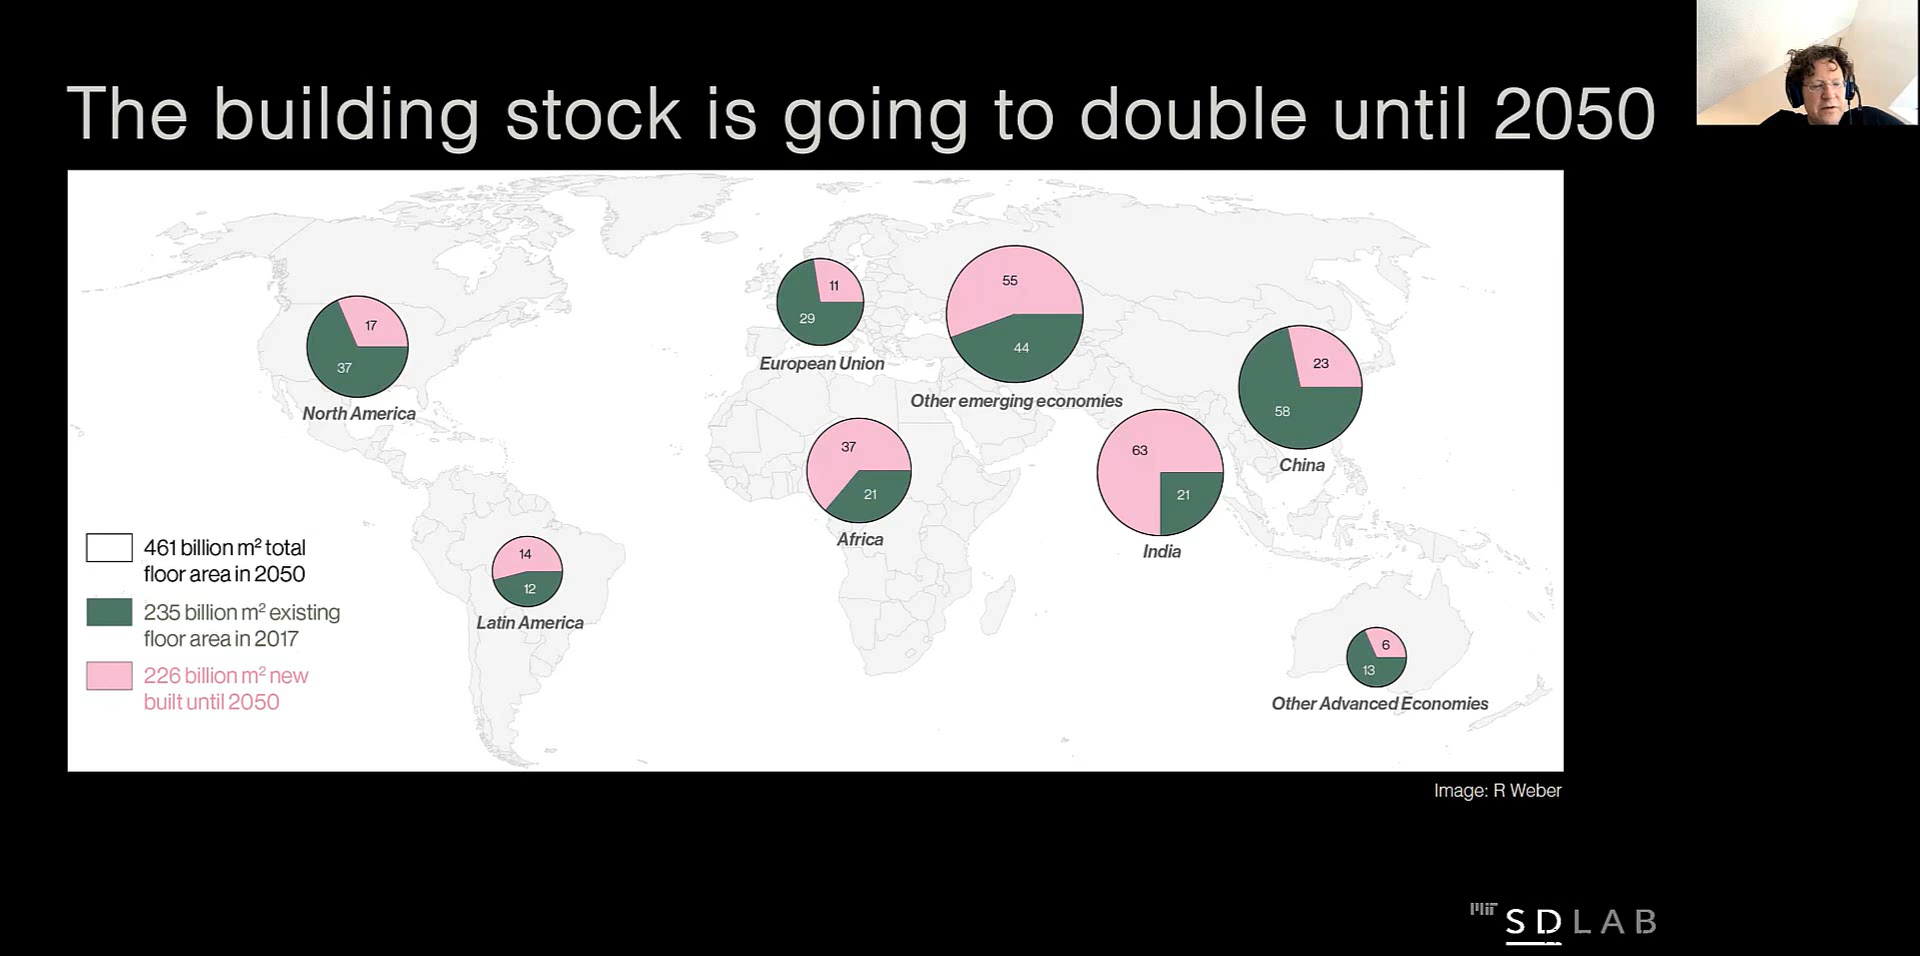 The building stock is going to double until 2050
17
37
North America
11
29
European Union
55
44
Other emerging economies
23
58
China
37
21
Africa
63
21
India
14
12
Latin America
6
13
Other Advanced Economies
461 billion m² total
floor area in 2050
235 billion m² existing
floor area in 2017
226 billion m² new
built until 2050
Image: R Weber
MIT SDLAB